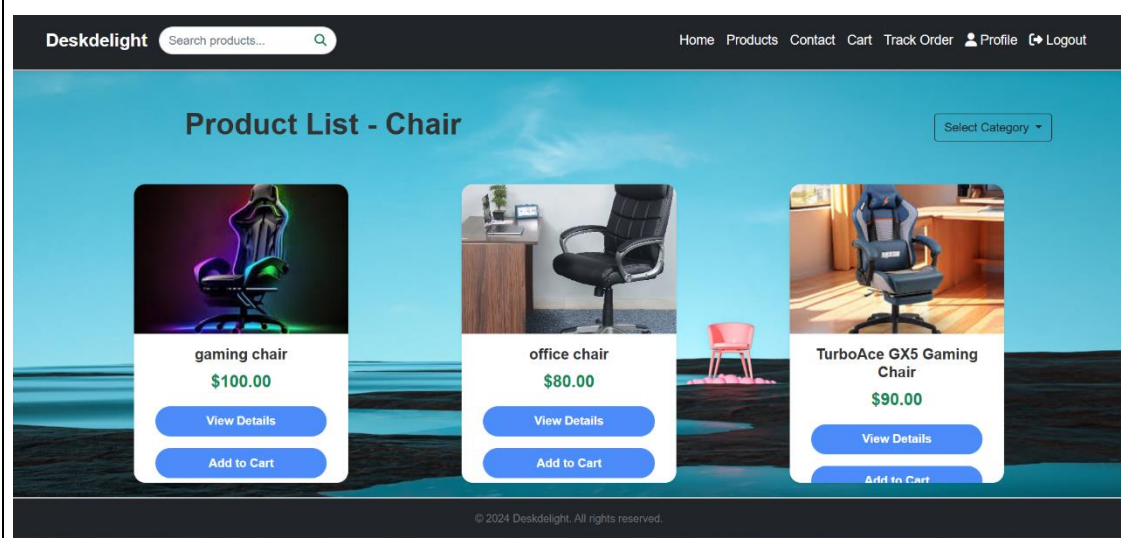 Deskdelight Search products... Home Products Contact Cart Track Order Profile Logout
Product List - Chair
Select Category
gaming chair
$100.00
View Details
Add to Cart
office chair
$80.00
View Details
Add to Cart
TurboAce GX5 Gaming
Chair
$90.00
View Details
Add to Cart
© 2024 Deskdelight. All rights reserved.